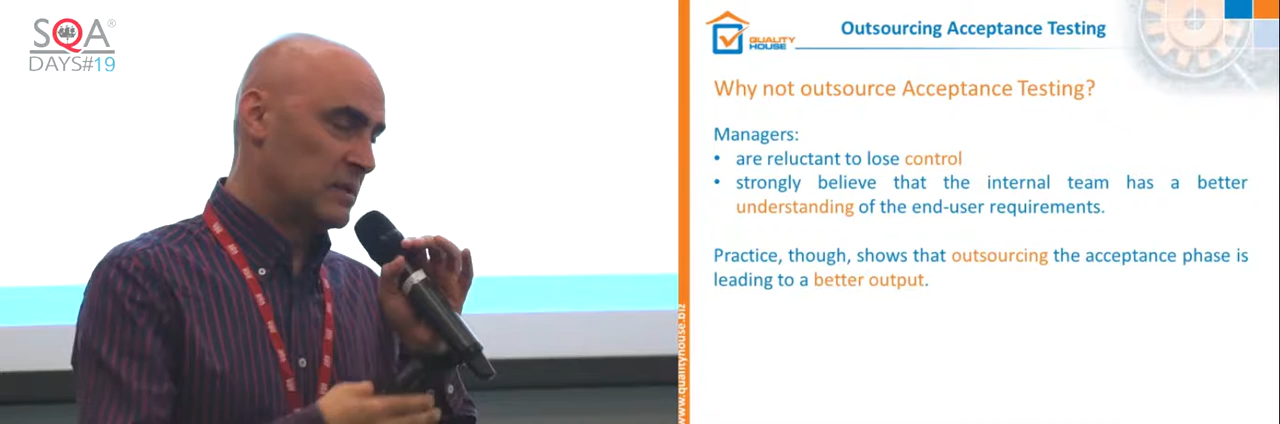 SQA®
DAYS#19
QUALITY
HOUSE
Outsourcing Acceptance Testing
Why not outsource Acceptance Testing?
Managers:
• are reluctant to lose control
• strongly believe that the internal team has a better
understanding of the end-user requirements.
Practice, though, shows that outsourcing the acceptance phase is
leading to a better output.
www.qualityhouse.biz